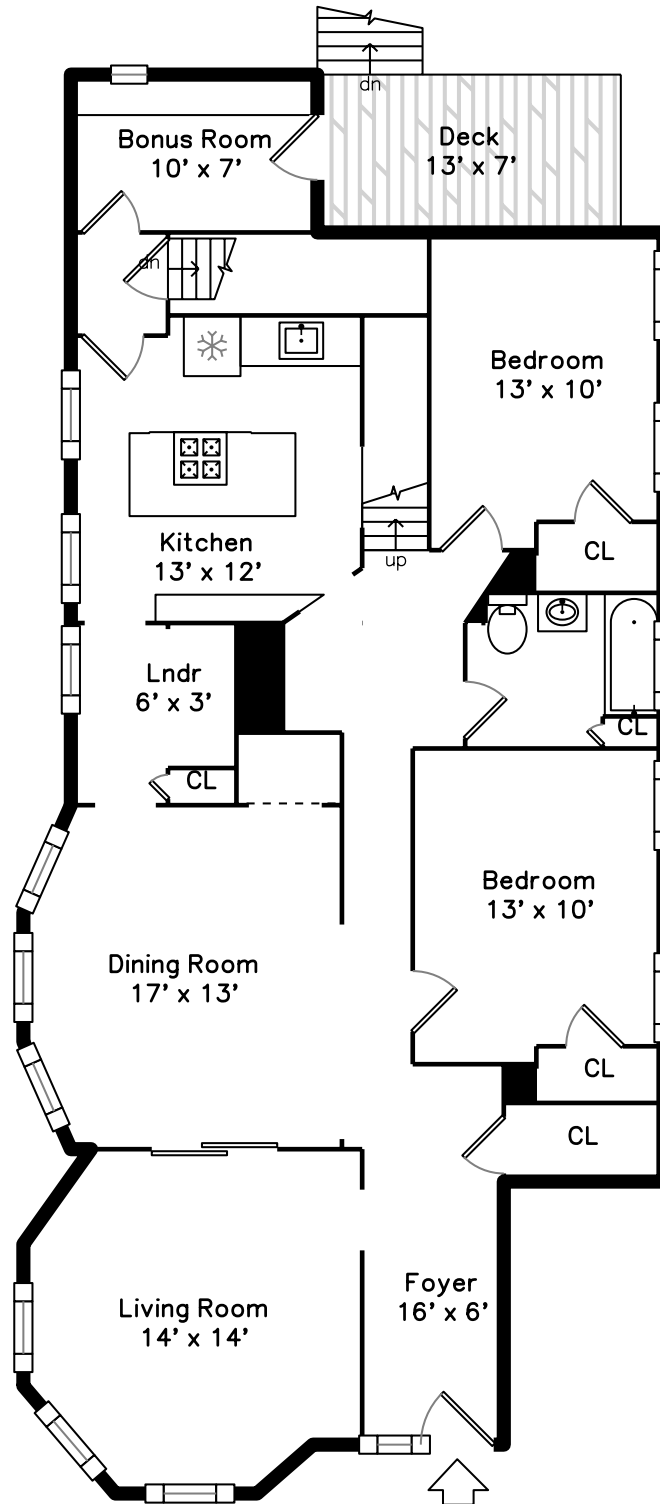 dn
Bonus Room
10' x 7'
Deck
13' x 7'
dn
Bedroom
13' x 10'
Kitchen
13' x 12'
up
CL
Lndr
6' x 3'
CL
CL
Bedroom
13' x 10'
Dining Room
17' x 13'
CL
CL
Living Room
14' x 14'
Foyer
16' x 6'